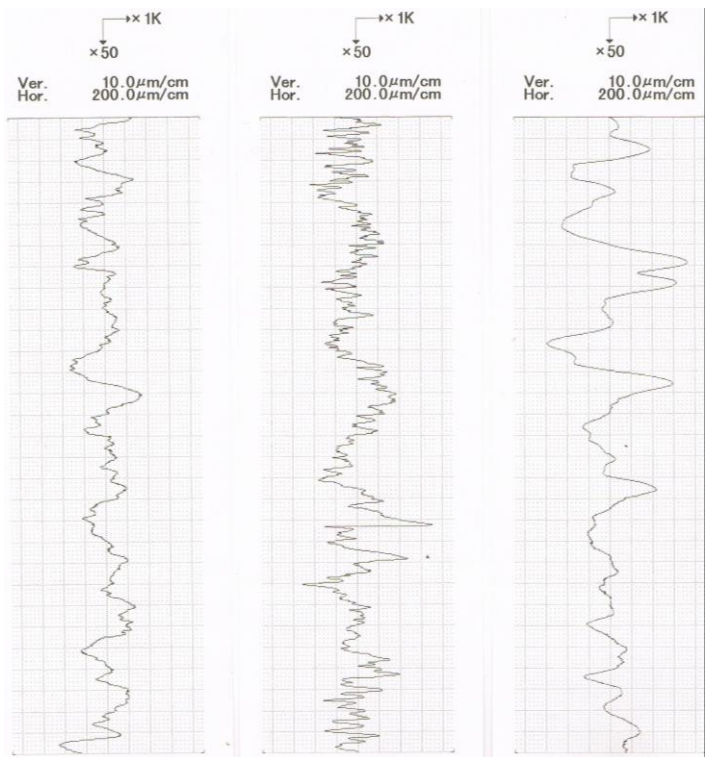 × 1K
×50
Ver. 10.0μm/cm
Hor. 200.0μm/cm
× 1K
×50
Ver. 10.0μm/cm
Hor. 200.0μm/cm
× 1K
×50
Ver. 10.0μm/cm
Hor. 200.0μm/cm